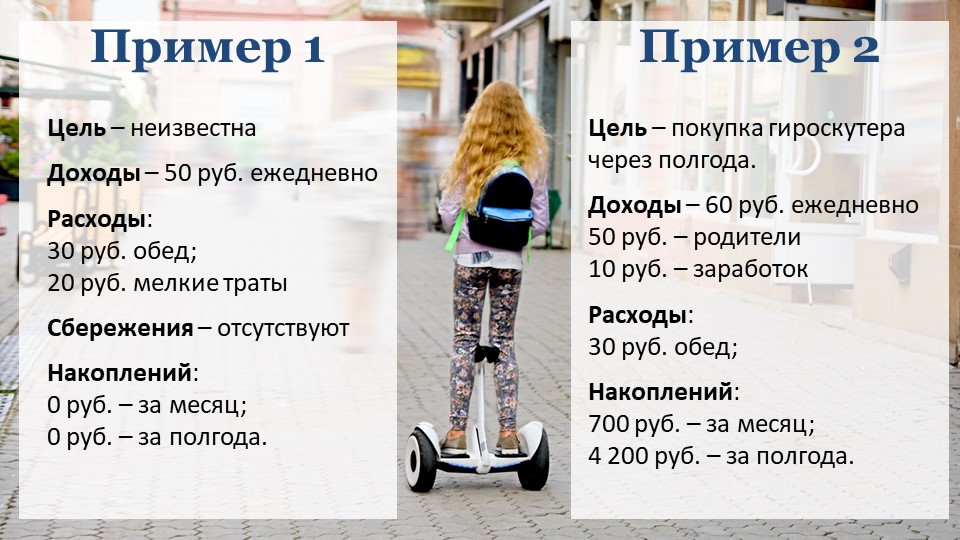 Пример 1
Цель – неизвестна
Доходы – 50 руб. ежедневно
Расходы:
30 руб. обед;
20 руб. мелкие траты
Сбережения – отсутствуют
Накоплений:
0 руб. – за месяц;
0 руб. – за полгода.
Пример 2
Цель – покупка гироскутера
через полгода.
Доходы – 60 руб. ежедневно
50 руб. – родители
10 руб. – заработок
Расходы:
30 руб. обед;
Накоплений:
700 руб. – за месяц;
4 200 руб. – за полгода.